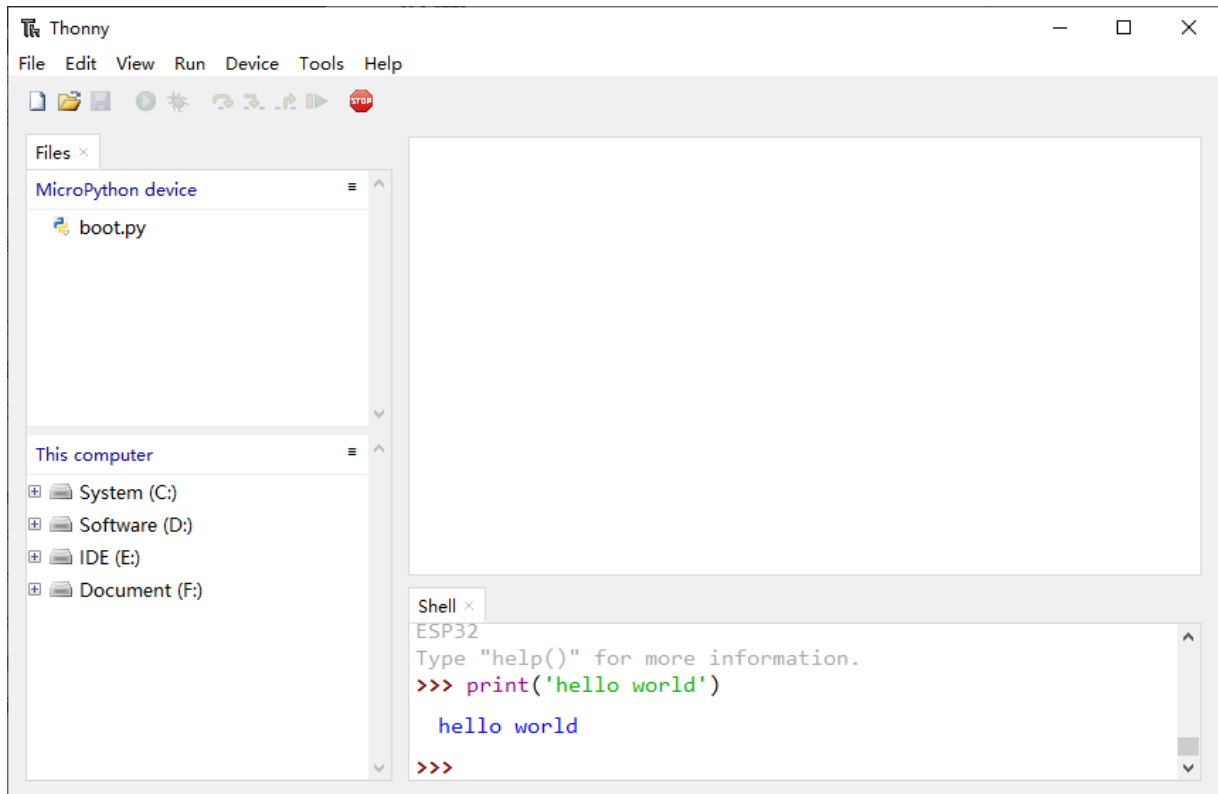 Thonny
File Edit View Run Device Tools Help
STOP
Files
MicroPython device
boot.py
This computer
System (C:)
Software (D:)
IDE (E:)
Document (F:)
Shell
ESP32
Type "help()" for more information.
>>> print('hello world')
hello world
>>>